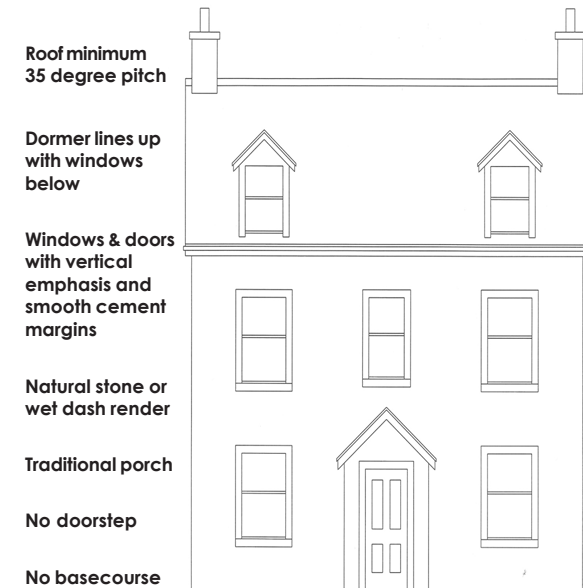 Roof minimum
35 degree pitch
Dormer lines up
with windows
below
Windows & doors
with vertical
emphasis and
smooth cement
margins
Natural stone or
wet dash render
Traditional porch
No doorstep
No basecourse